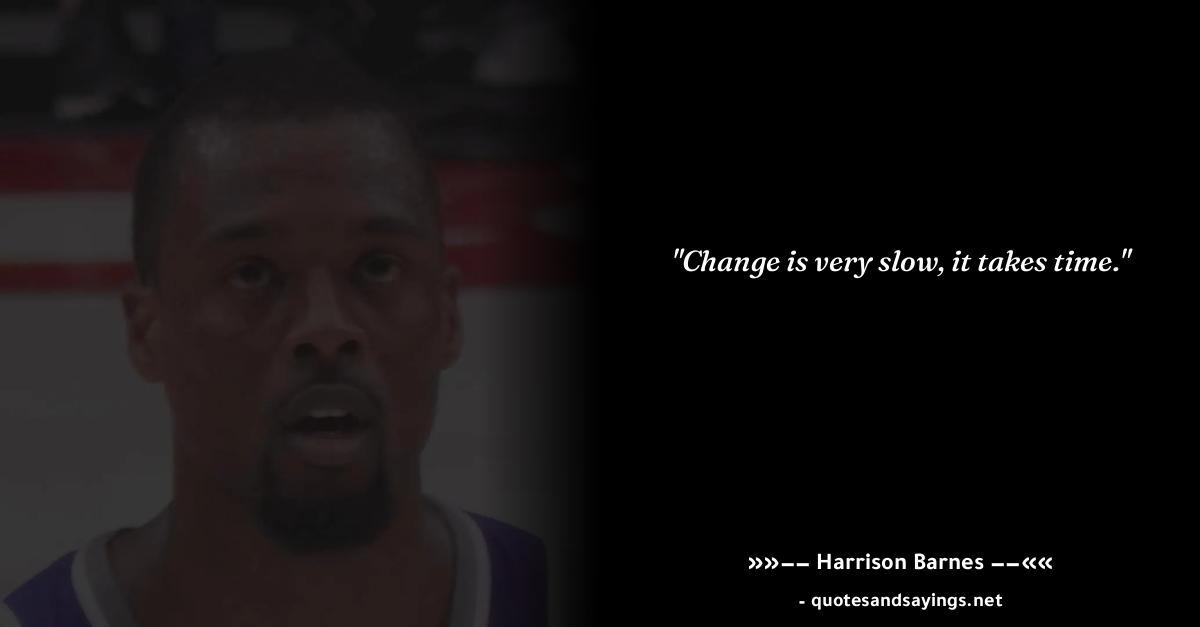 "Change is very slow, it takes time."
»»−− Harrison Barnes −−««
- quotesandsayings.net